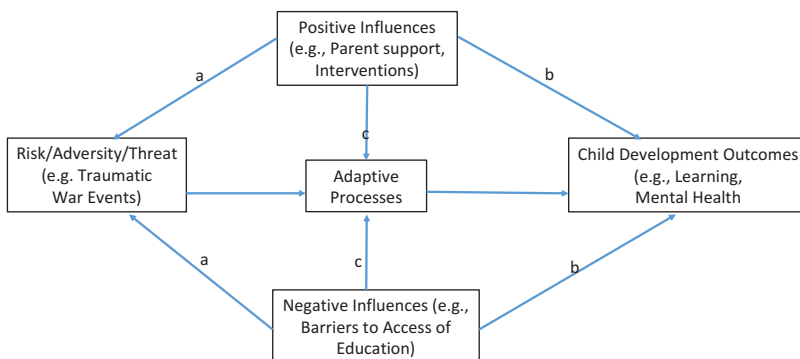 Positive Influences
(e.g., Parent support,
Interventions)
a
b
c
Risk/Adversity/Threat
(e.g. Traumatic
War Events)
Adaptive
Processes
Child Development Outcomes
(e.g., Learning,
Mental Health
a
c
b
Negative Influences (e.g.,
Barriers to Access of
Education)